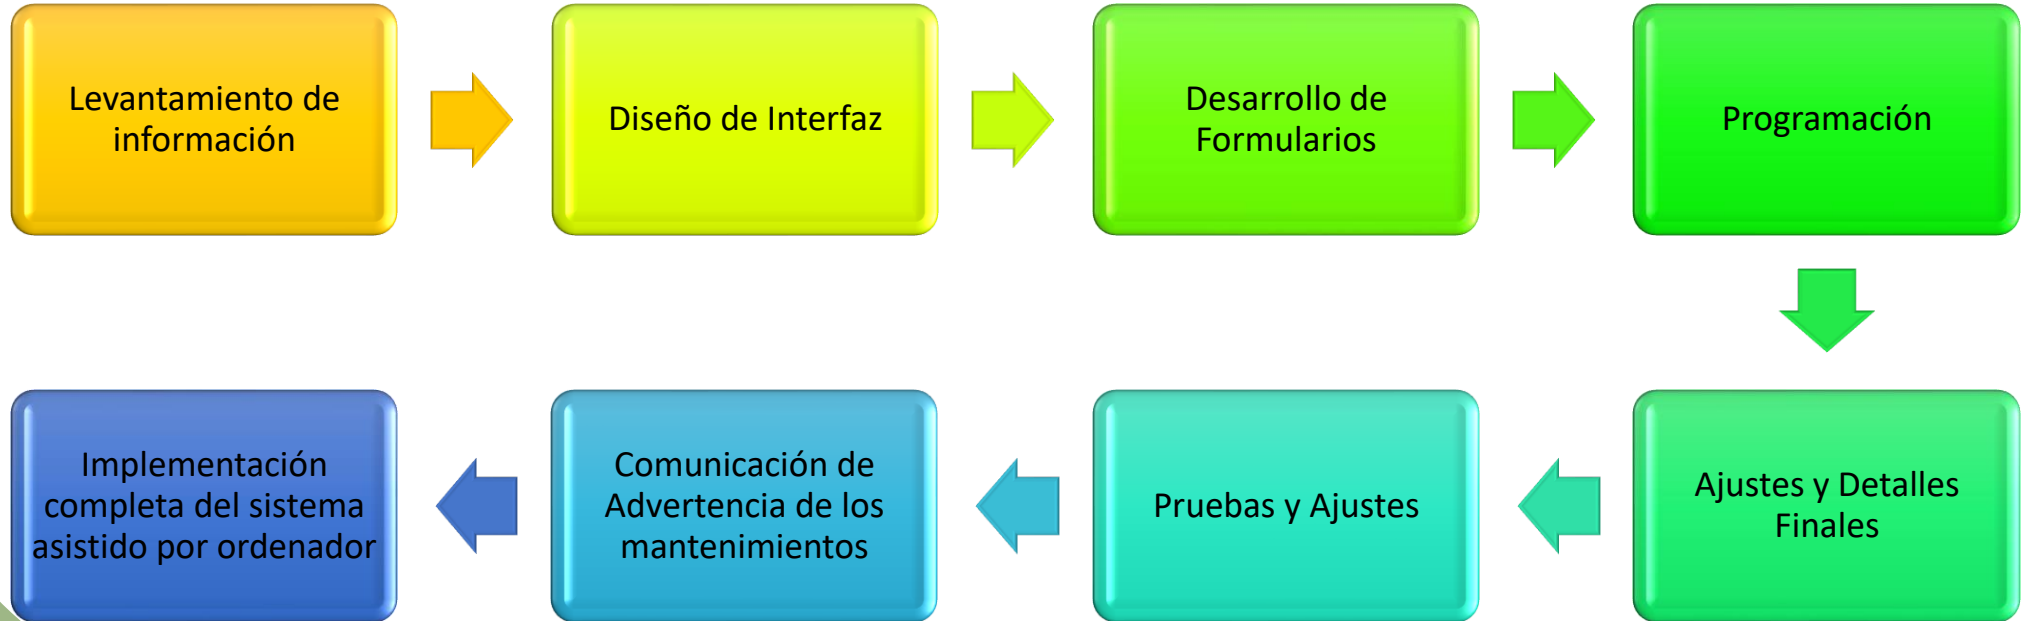 Levantamiento de
información
Diseño de Interfaz
Desarrollo de
Formularios
Programación
Ajustes y Detalles
Finales
Pruebas y Ajustes
Comunicación de
Advertencia de los
mantenimientos
Implementación
completa del sistema
asistido por ordenador